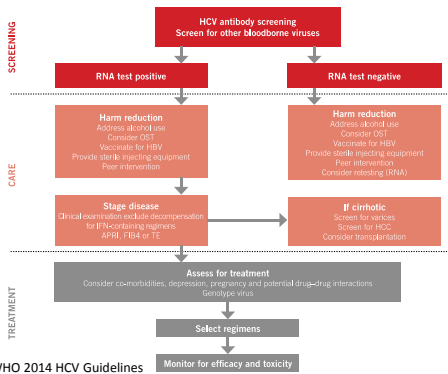 SCREENING
HCV antibody screening
Screen for other bloodborne viruses
RNA test positive
RNA test negative
CARE
Harm reduction
Address alcohol use
Consider OST
Vaccinate for HBV
Provide sterile injecting equipment
Peer intervention
Harm reduction
Address alcohol use
Consider OST
Vaccinate for HBV
Provide sterile injecting equipment
Peer intervention
Consider retesting (RNA)
Stage disease
Clinical examination exclude decompensation
for IFN-containing regimens
APRI, FIB4 or TE
If cirrhotic
Screen for varices
Screen for HCC
Consider transplantation
TREATMENT
Assess for treatment
Consider co-morbidities, depression, pregnancy and potential drug–drug interactions
Genotype virus
Select regimens
Monitor for efficacy and toxicity
WHO 2014 HCV Guidelines